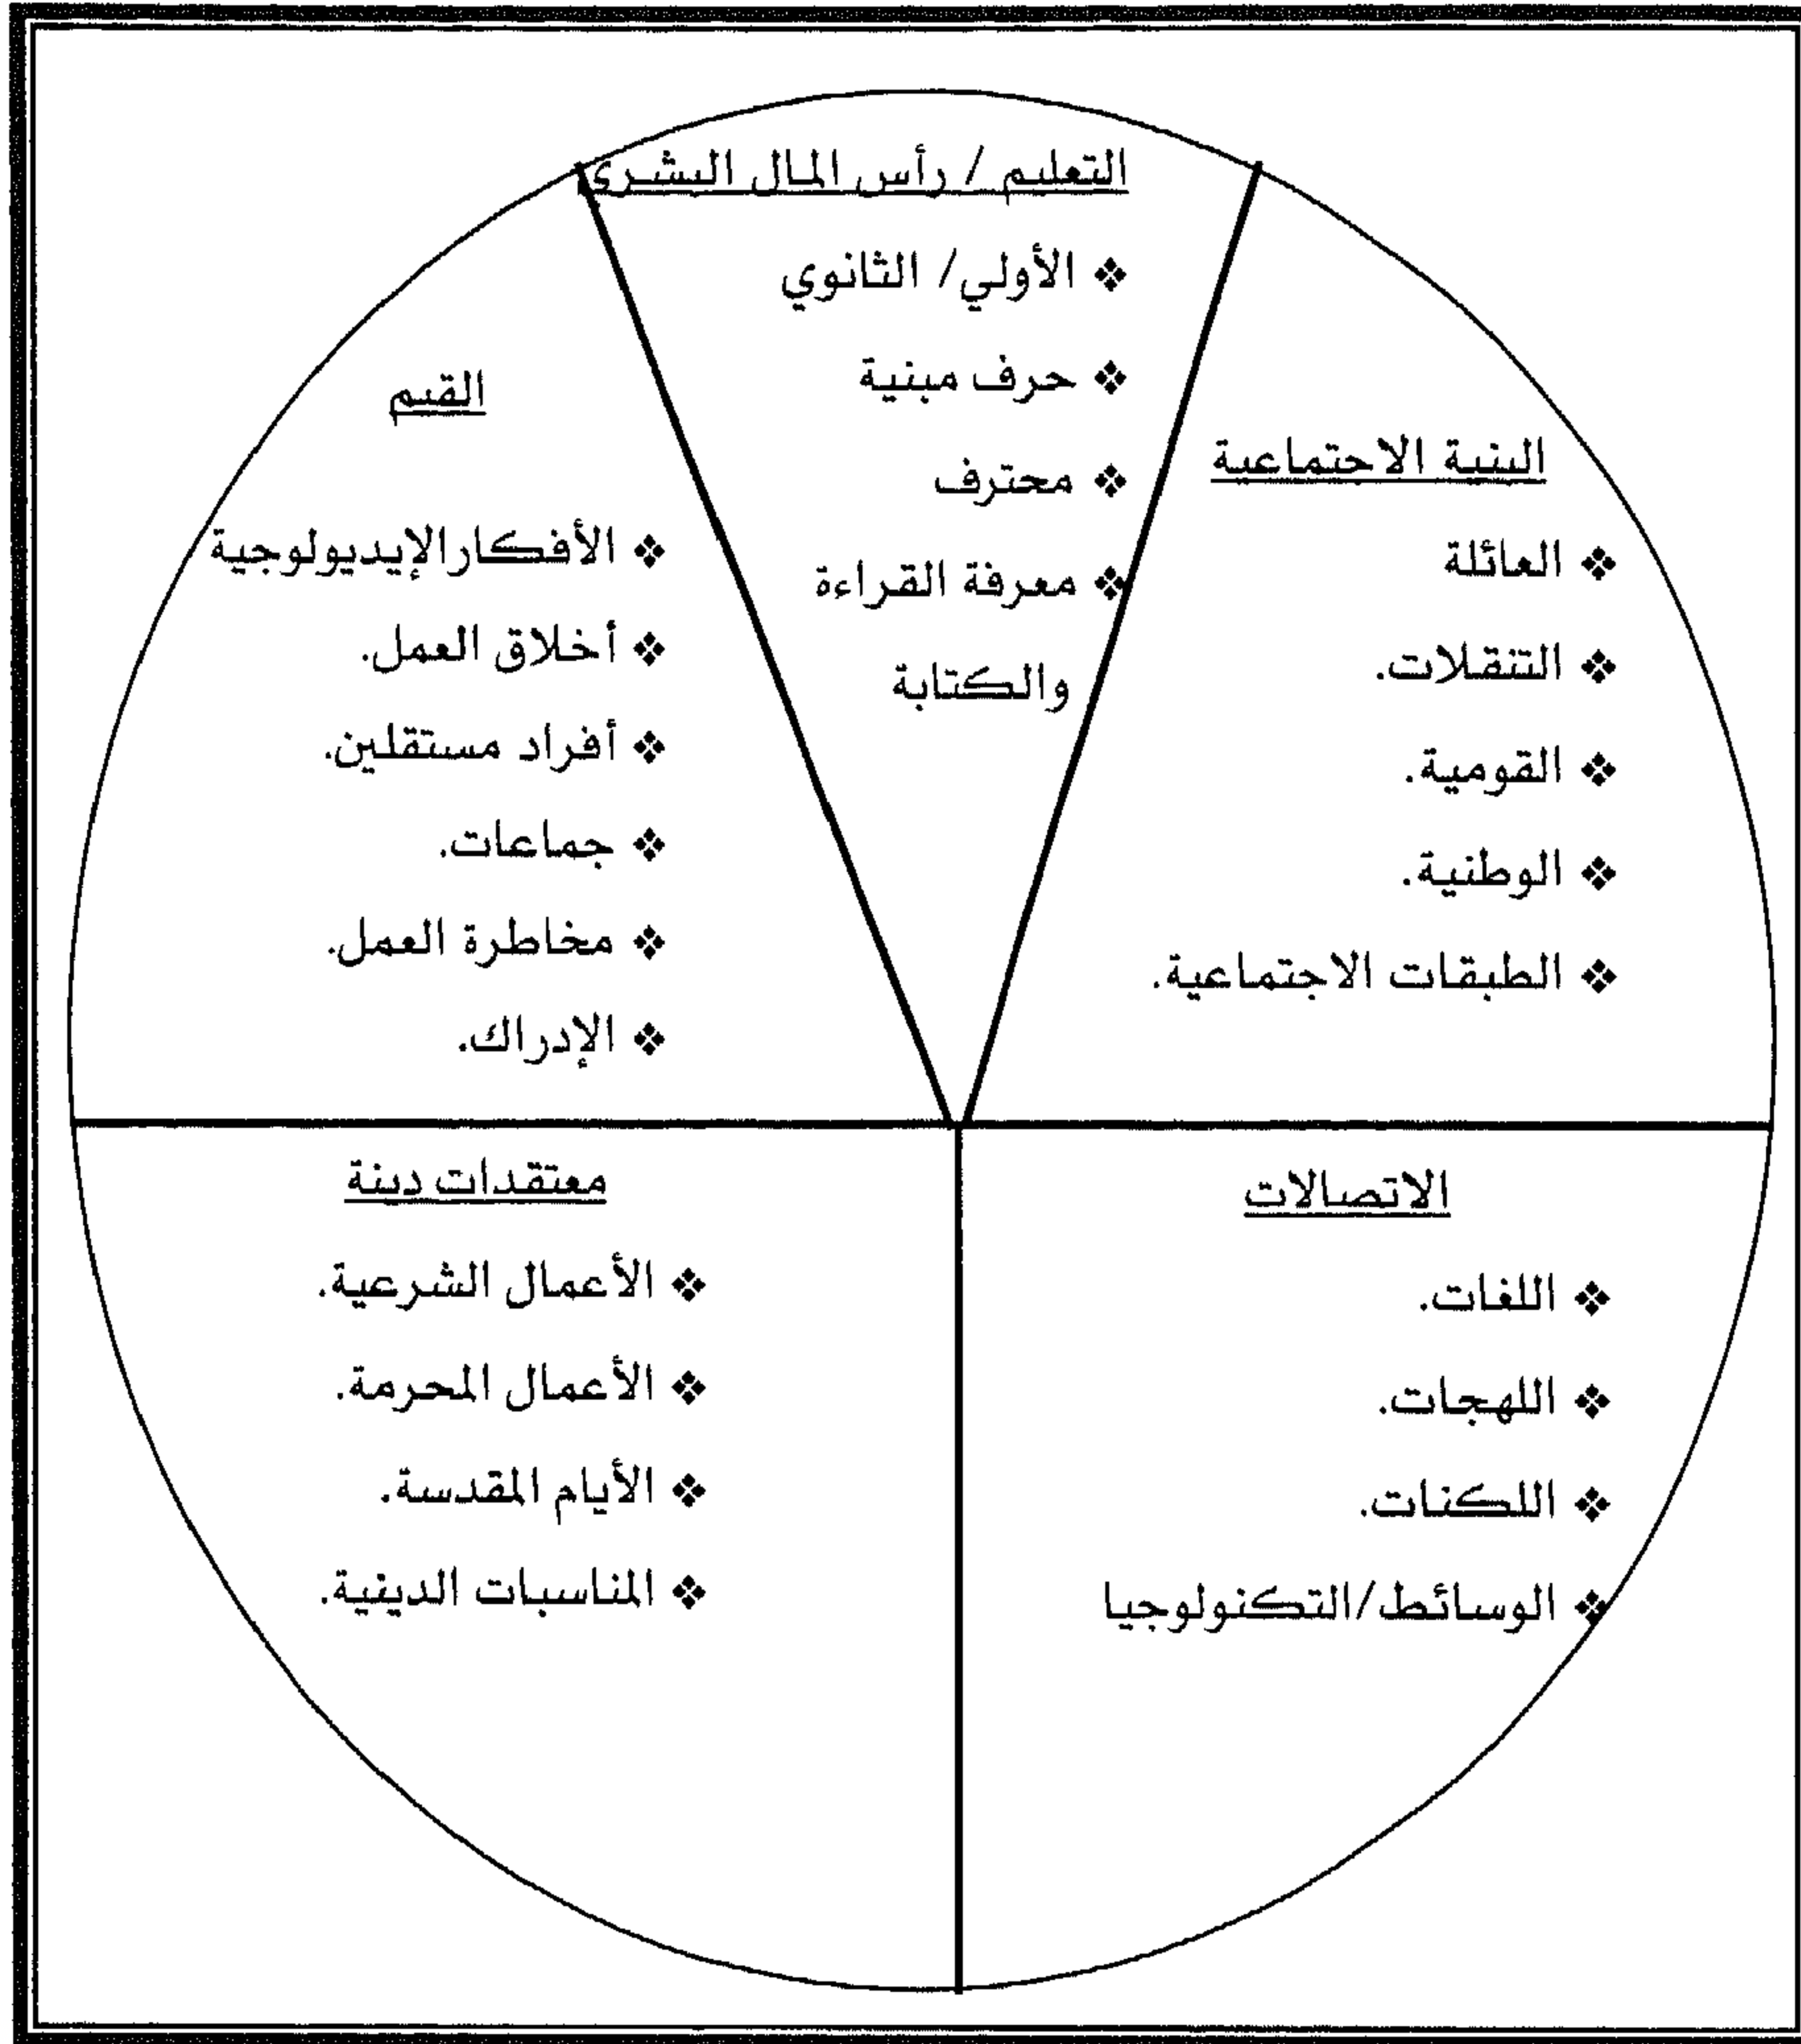 التعليم / رأس المال البشري
❖ الأولي/ الثانوي
❖ حرف مبنية
❖ محترف
❖ معرفة القراءة
والكتابة
البنية الاجتماعية
❖ العائلة
❖ التنقلات.
❖ القومية.
❖ الوطنية.
❖ الطبقات الاجتماعية.
القيم
❖ الأفكار الإيديولوجية
❖ أخلاق العمل.
❖ أفراد مستقلين.
❖ جماعات.
❖ مخاطرة العمل.
❖ الإدراك.
الاتصالات
❖ اللغات.
❖ اللهجات.
❖ اللكنات.
❖ الوسائط/التكنولوجيا
معتقدات دينة
❖ الأعمال الشرعية.
❖ الأعمال المحرمة.
❖ الأيام المقدسة.
❖ المناسبات الدينية.